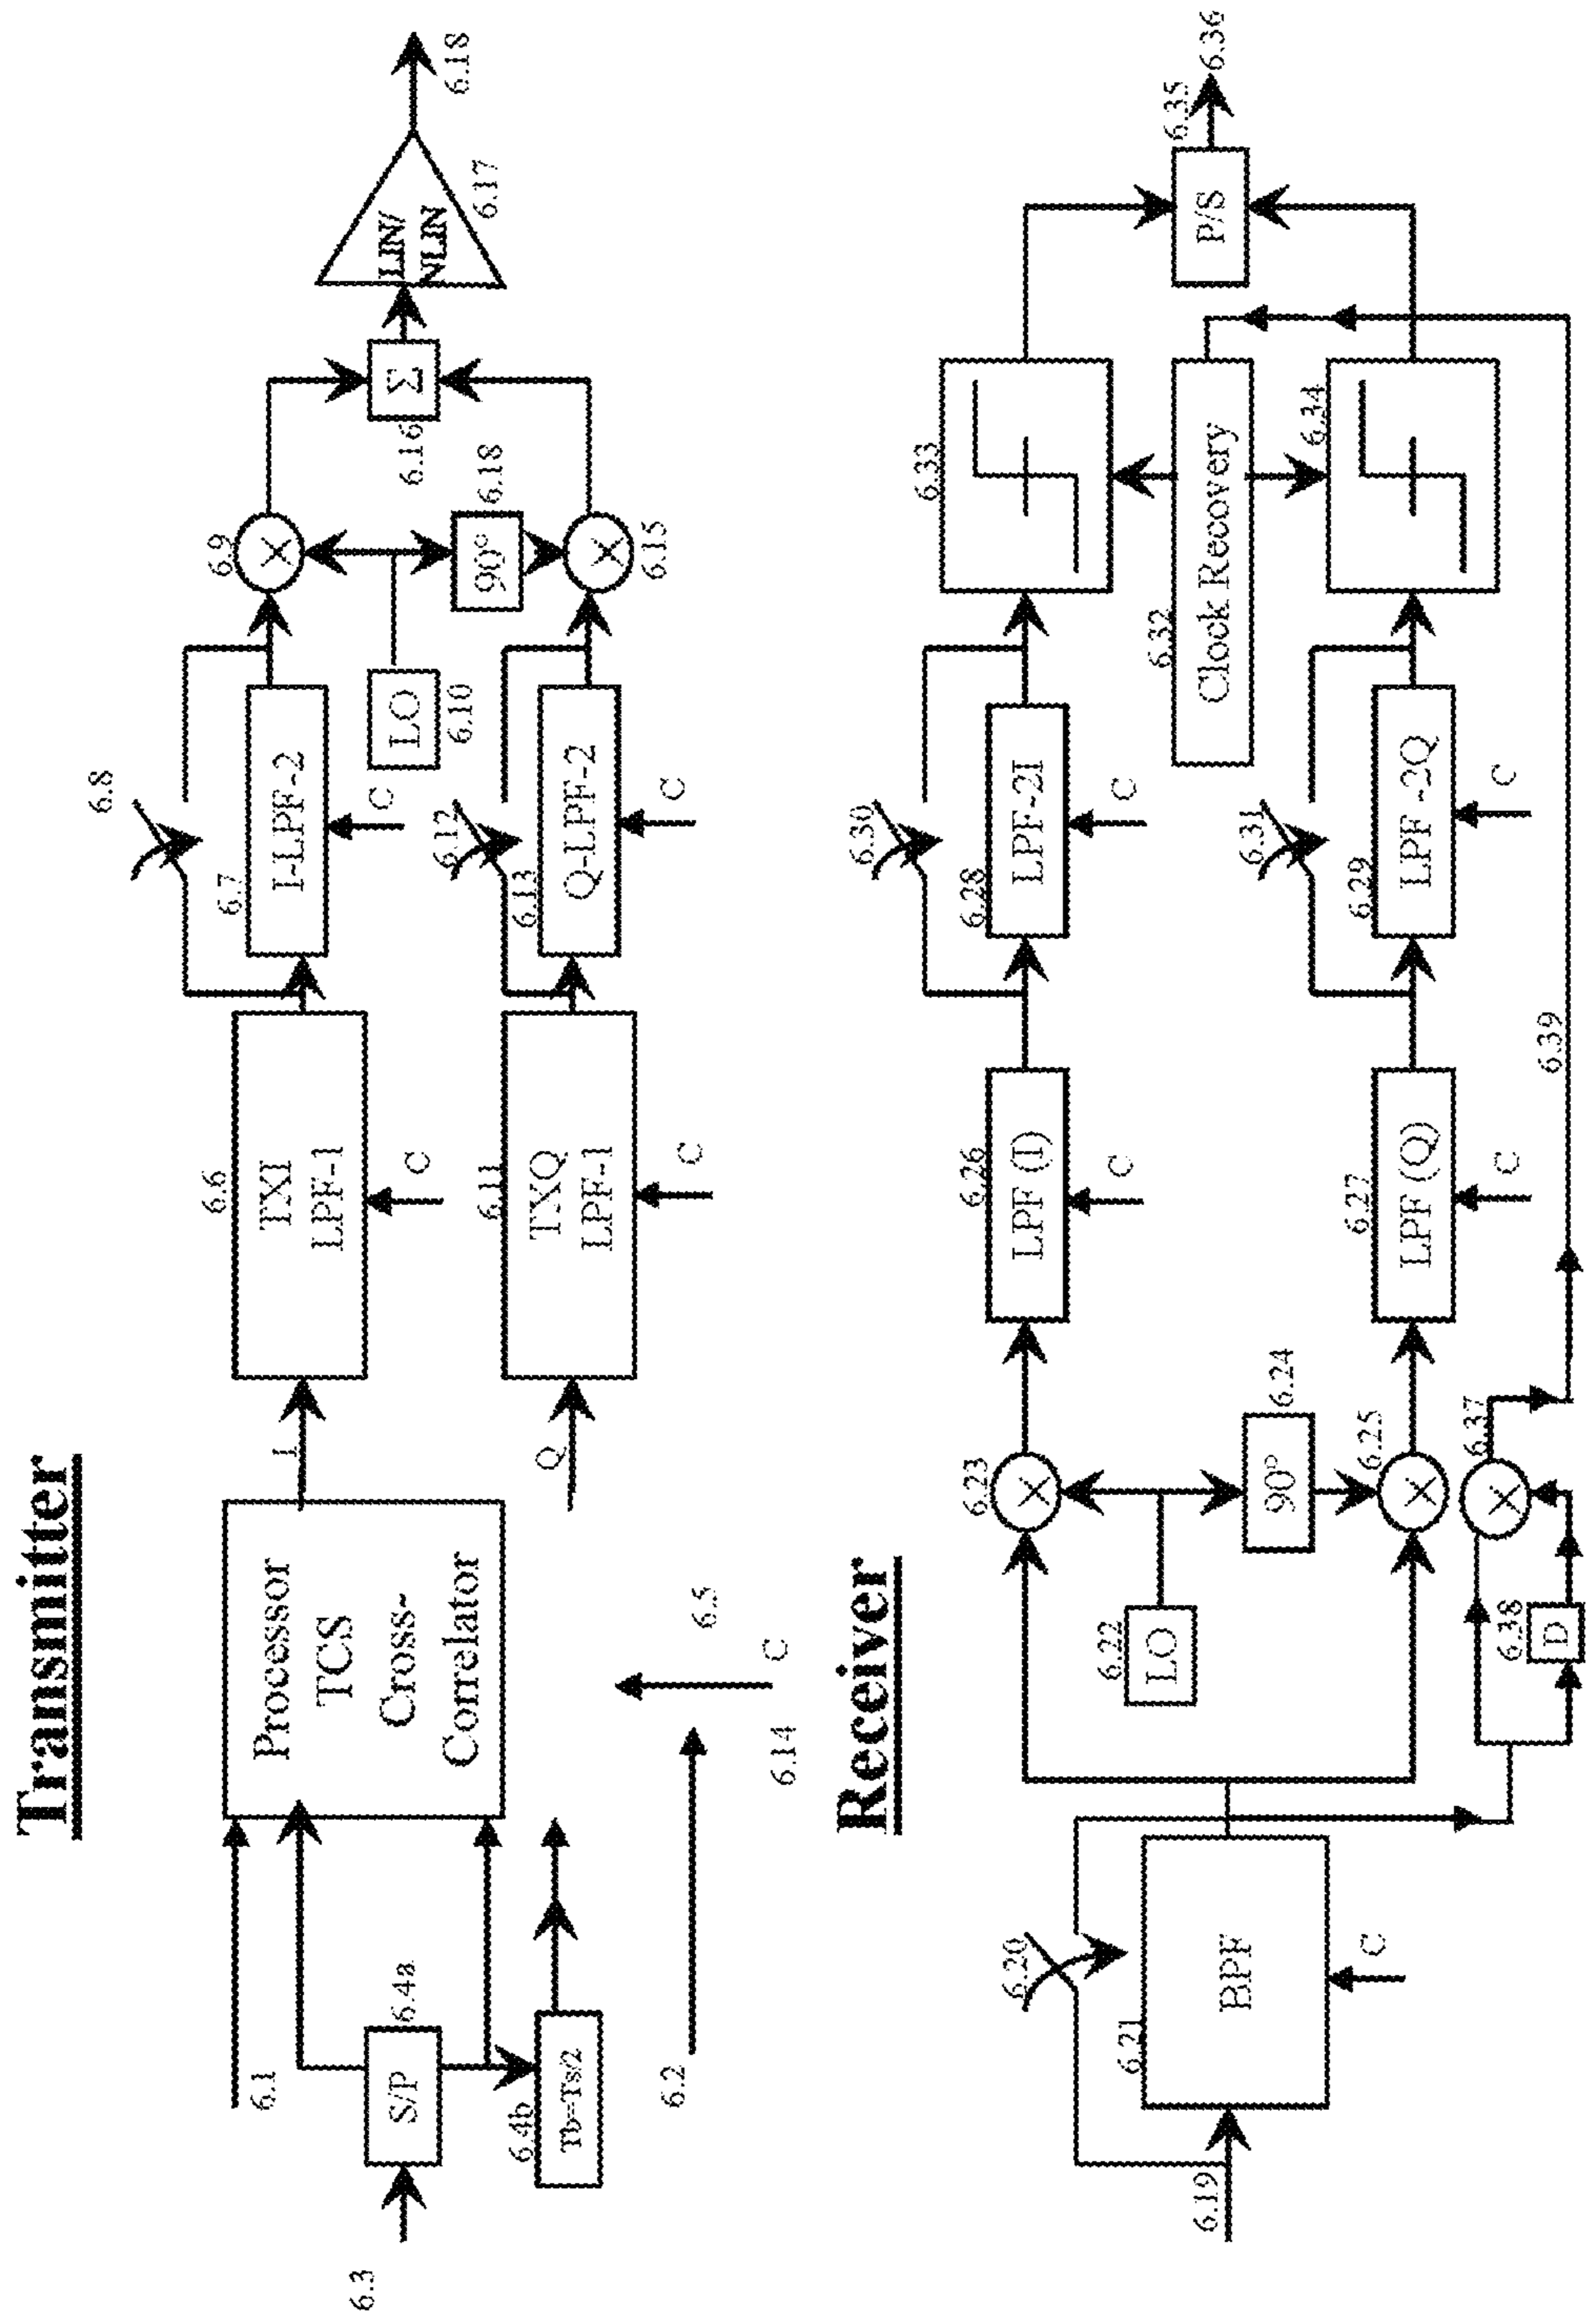 Transmitter
6.1
6.3
S/P
6.4a
6.4b
Tb=Ts/2
6.2
Processor
TCS
Cross-
Correlator
6.14
C
6.5
I
Q
6.6
TXI
LPF-1
C
6.11
TXQ
LPF-1
C
6.8
6.7
I-LPF-2
C
6.12
6.13
Q-LPF-2
C
LO
6.10
6.9
90°
6.18
6.15
6.16
Σ
LIN/
NLIN
6.17
6.18
Receiver
6.19
6.20
6.21
BPF
C
6.22
LO
6.23
90°
6.24
6.25
6.38
D
6.37
6.26
LPF (I)
C
6.27
LPF (Q)
C
6.39
6.30
6.28
LPF-2I
C
6.31
6.29
LPF -2Q
C
6.32
Clock Recovery
6.33
6.34
P/S
6.35
6.36